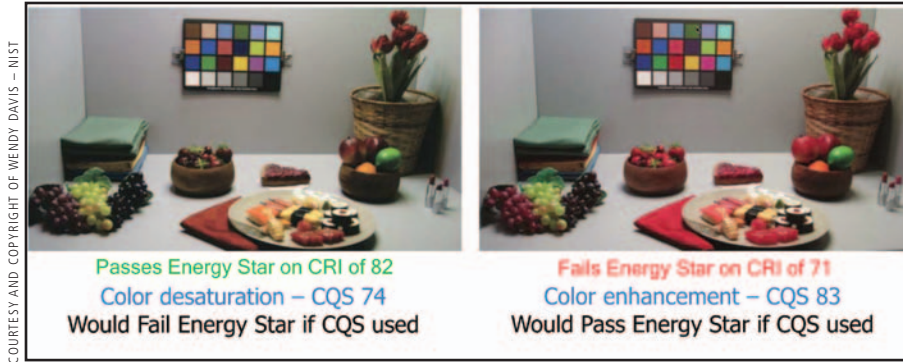 COURTESY AND COPYRIGHT OF WENDY DAVIS – NIST
Passes Energy Star on CRI of 82
Color desaturation – CQS 74
Would Fail Energy Star if CQS used
Fails Energy Star on CRI of 71
Color enhancement – CQS 83
Would Pass Energy Star if CQS used